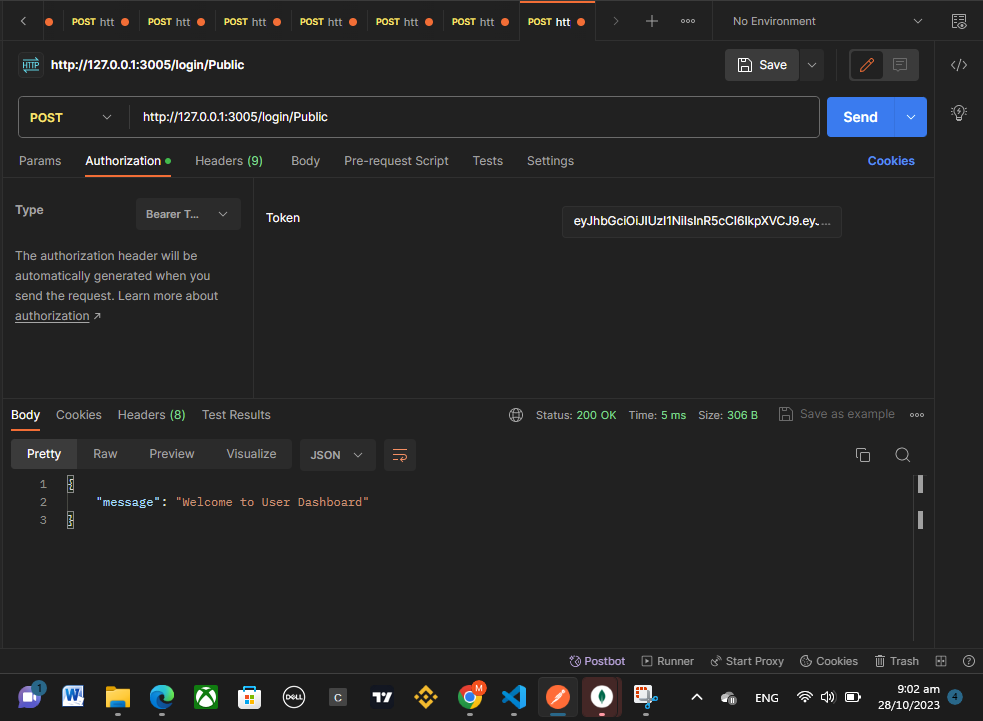 POST htt POST htt POST htt POST htt POST htt POST htt POST htt No Environment
HTTP http://127.0.0.1:3005/login/Public Save
POST http://127.0.0.1:3005/login/Public Send
Params Authorization Headers (9) Body Pre-request Script Tests Settings Cookies
Type Bearer T...
The authorization header will be
automatically generated when you
send the request. Learn more about
authorization ↗
Token eyJhbGciOiJIUzI1NiIsInR5cCI6IkpXVCJ9.eyJ...
Body Cookies Headers (8) Test Results Status: 200 OK Time: 5 ms Size: 306 B Save as example
Pretty Raw Preview Visualize JSON
1 {
2 "message": "Welcome to User Dashboard"
3 }
Postbot Runner Start Proxy Cookies Trash
1 W DELL C M ENG 9:02 am 4
28/10/2023